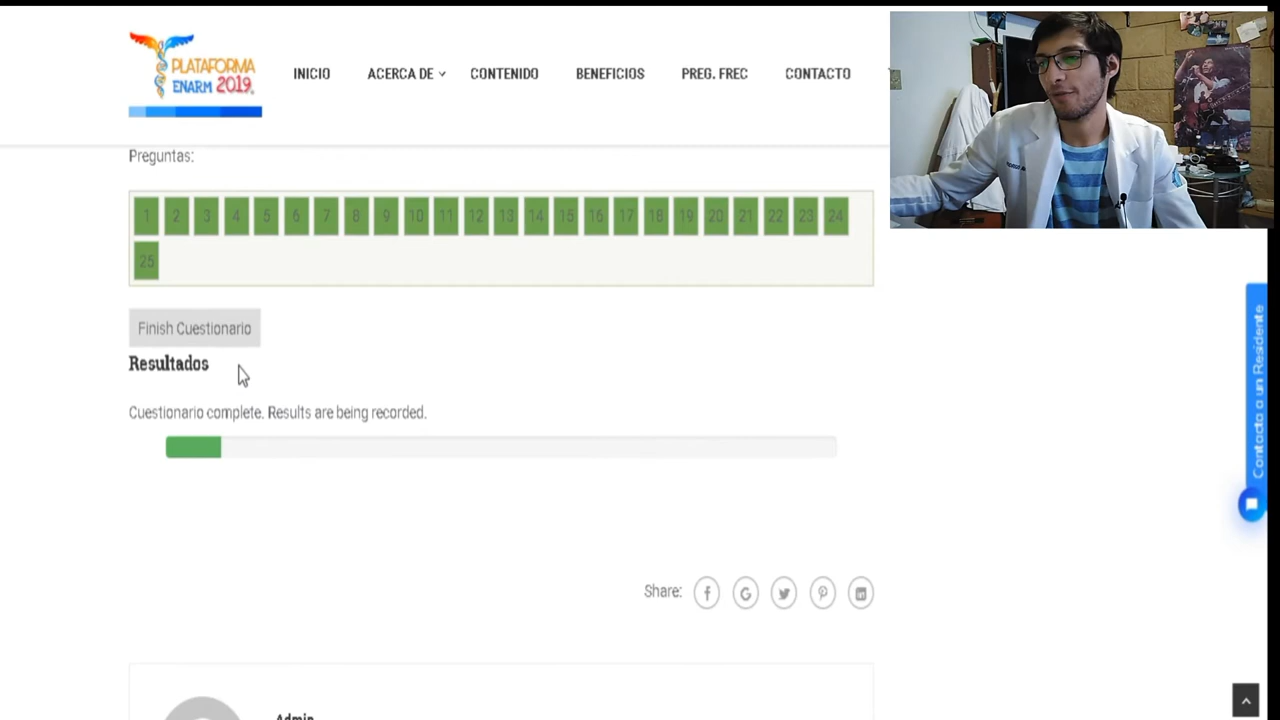 PLATAFORMA
ENARM 2019
INICIO
ACERCA DE
CONTENIDO
BENEFICIOS
PREG. FREC
CONTACTO
Preguntas:
1 2 3 4 5 6 7 8 9 10 11 12 13 14 15 16 17 18 19 20 21 22 23 24
25
Finish Cuestionario
Resultados
Cuestionario complete. Results are being recorded.
Contacta a un Residente
Share:
Admin